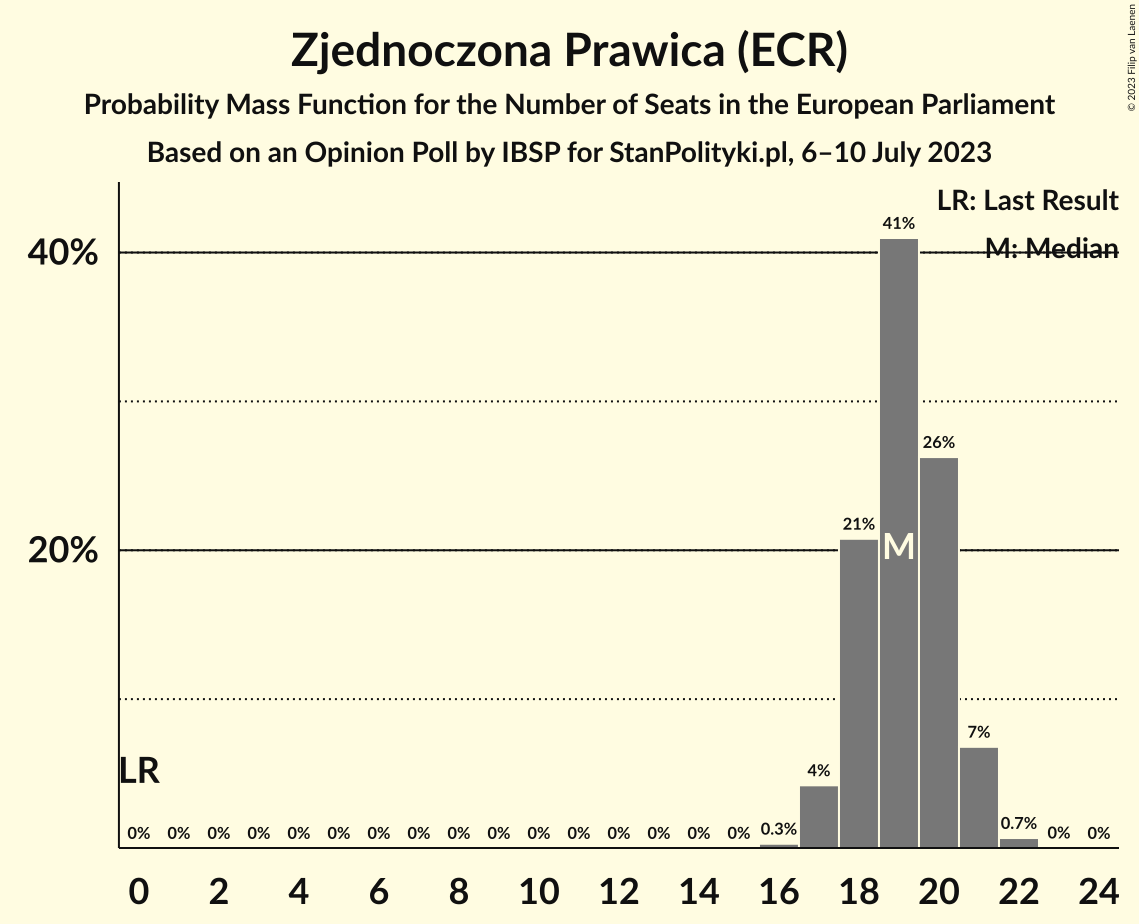 Zjednoczona Prawica (ECR)
Probability Mass Function for the Number of Seats in the European Parliament
Based on an Opinion Poll by IBSP for StanPolityki.pl, 6–10 July 2023
© 2023 Filip van Laenen
LR: Last Result
M: Median
40%
20%
41%
26%
21%
M
7%
4%
LR
0% 0% 0% 0% 0% 0% 0% 0% 0% 0% 0% 0% 0% 0% 0% 0% 0.3% 0.7% 0% 0%
0 2 4 6 8 10 12 14 16 18 20 22 24